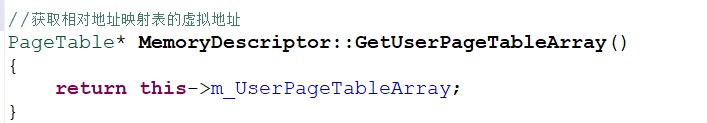 //获取相对地址映射表的虚拟地址
PageTable* MemoryDescriptor::GetUserPageTableArray()
{
    return this->m_UserPageTableArray;
}